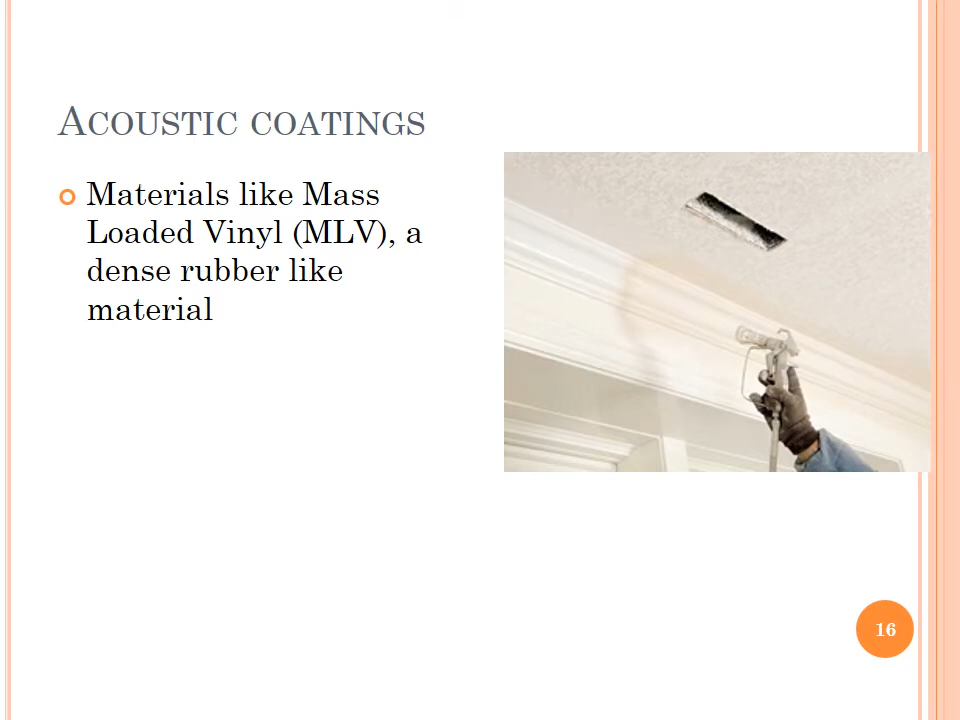 Acoustic coatings
Materials like Mass
Loaded Vinyl (MLV), a
dense rubber like
material
16